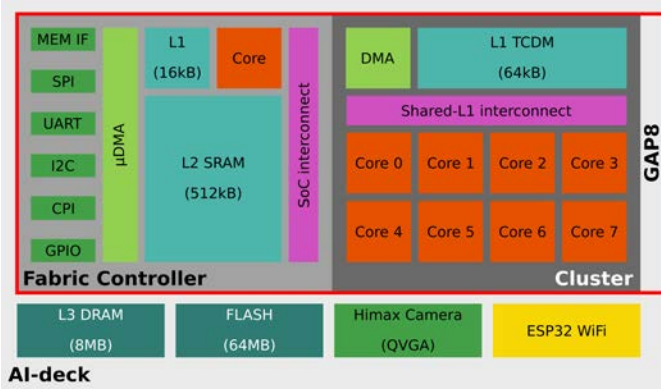 MEM IF
SPI
UART
I2C
CPI
GPIO
µDMA
L1
(16kB)
Core
L2 SRAM
(512kB)
SoC interconnect
Fabric Controller
DMA
L1 TCDM
(64kB)
Shared-L1 interconnect
Core 0
Core 1
Core 2
Core 3
Core 4
Core 5
Core 6
Core 7
Cluster
GAP8
L3 DRAM
(8MB)
FLASH
(64MB)
Himax Camera
(QVGA)
ESP32 WiFi
AI-deck